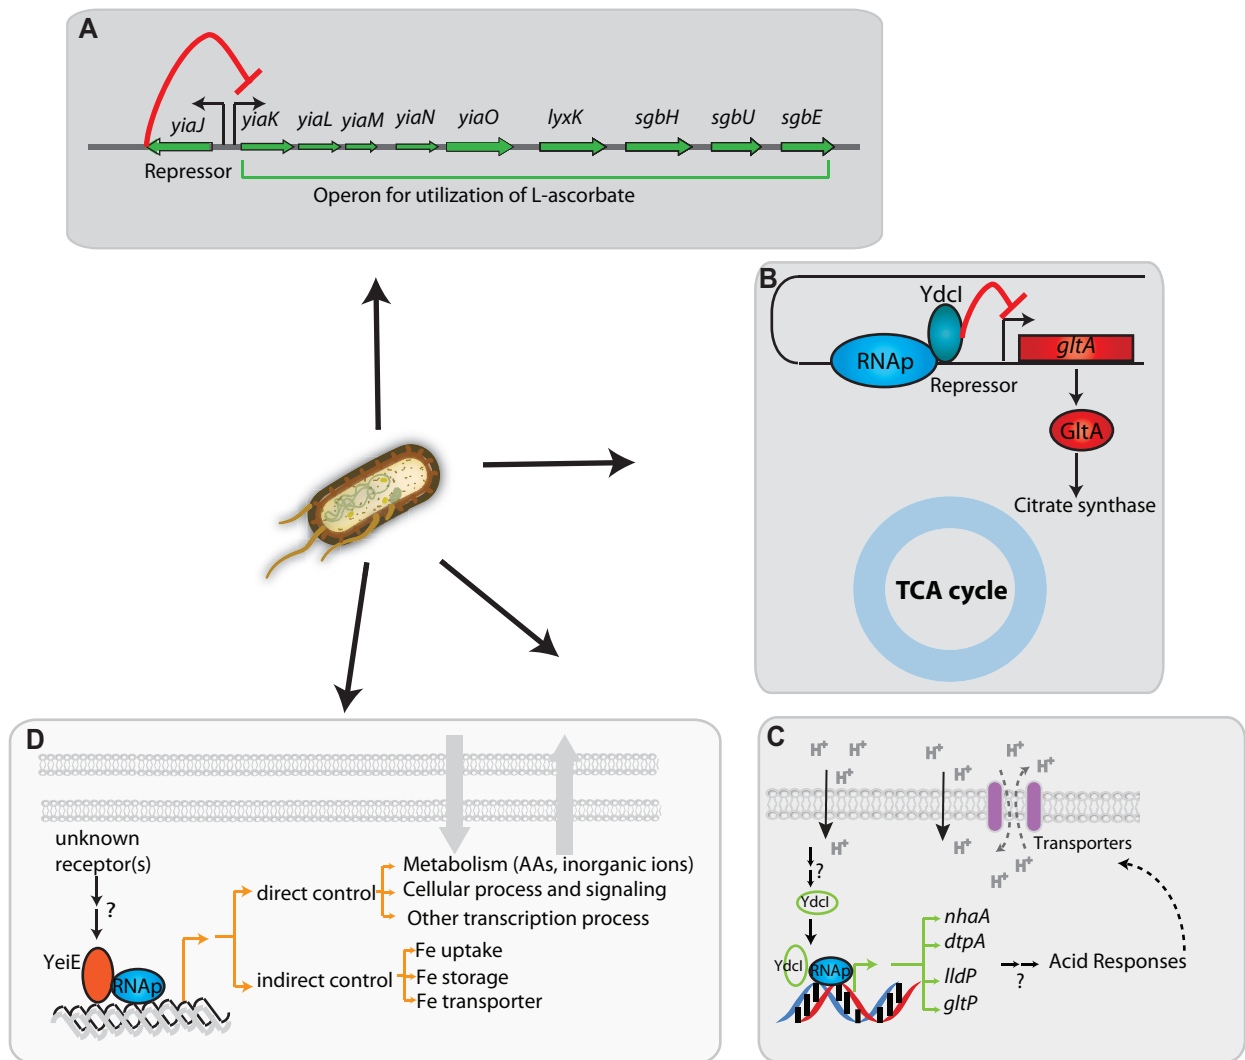 A
yiaJ yiaK yiaL yiaM yiaN yiaO lyxK sgbH sgbU sgbE
Repressor
Operon for utilization of L-ascorbate
B
YdcI
RNAp
gltA
Repressor
GltA
Citrate synthase
TCA cycle
D
unknown
receptor(s)
?
YeiE
RNAp
direct control
Metabolism (AAs, inorganic ions)
Cellular process and signaling
Other transcription process
indirect control
Fe uptake
Fe storage
Fe transporter
C
H+ H+ H+ H+
H+ H+
H+ H+ H+
H+
Transporters
?
YdcI
YdcI
RNAp
nhaA
dtpA
lldP
gltP
?
Acid Responses